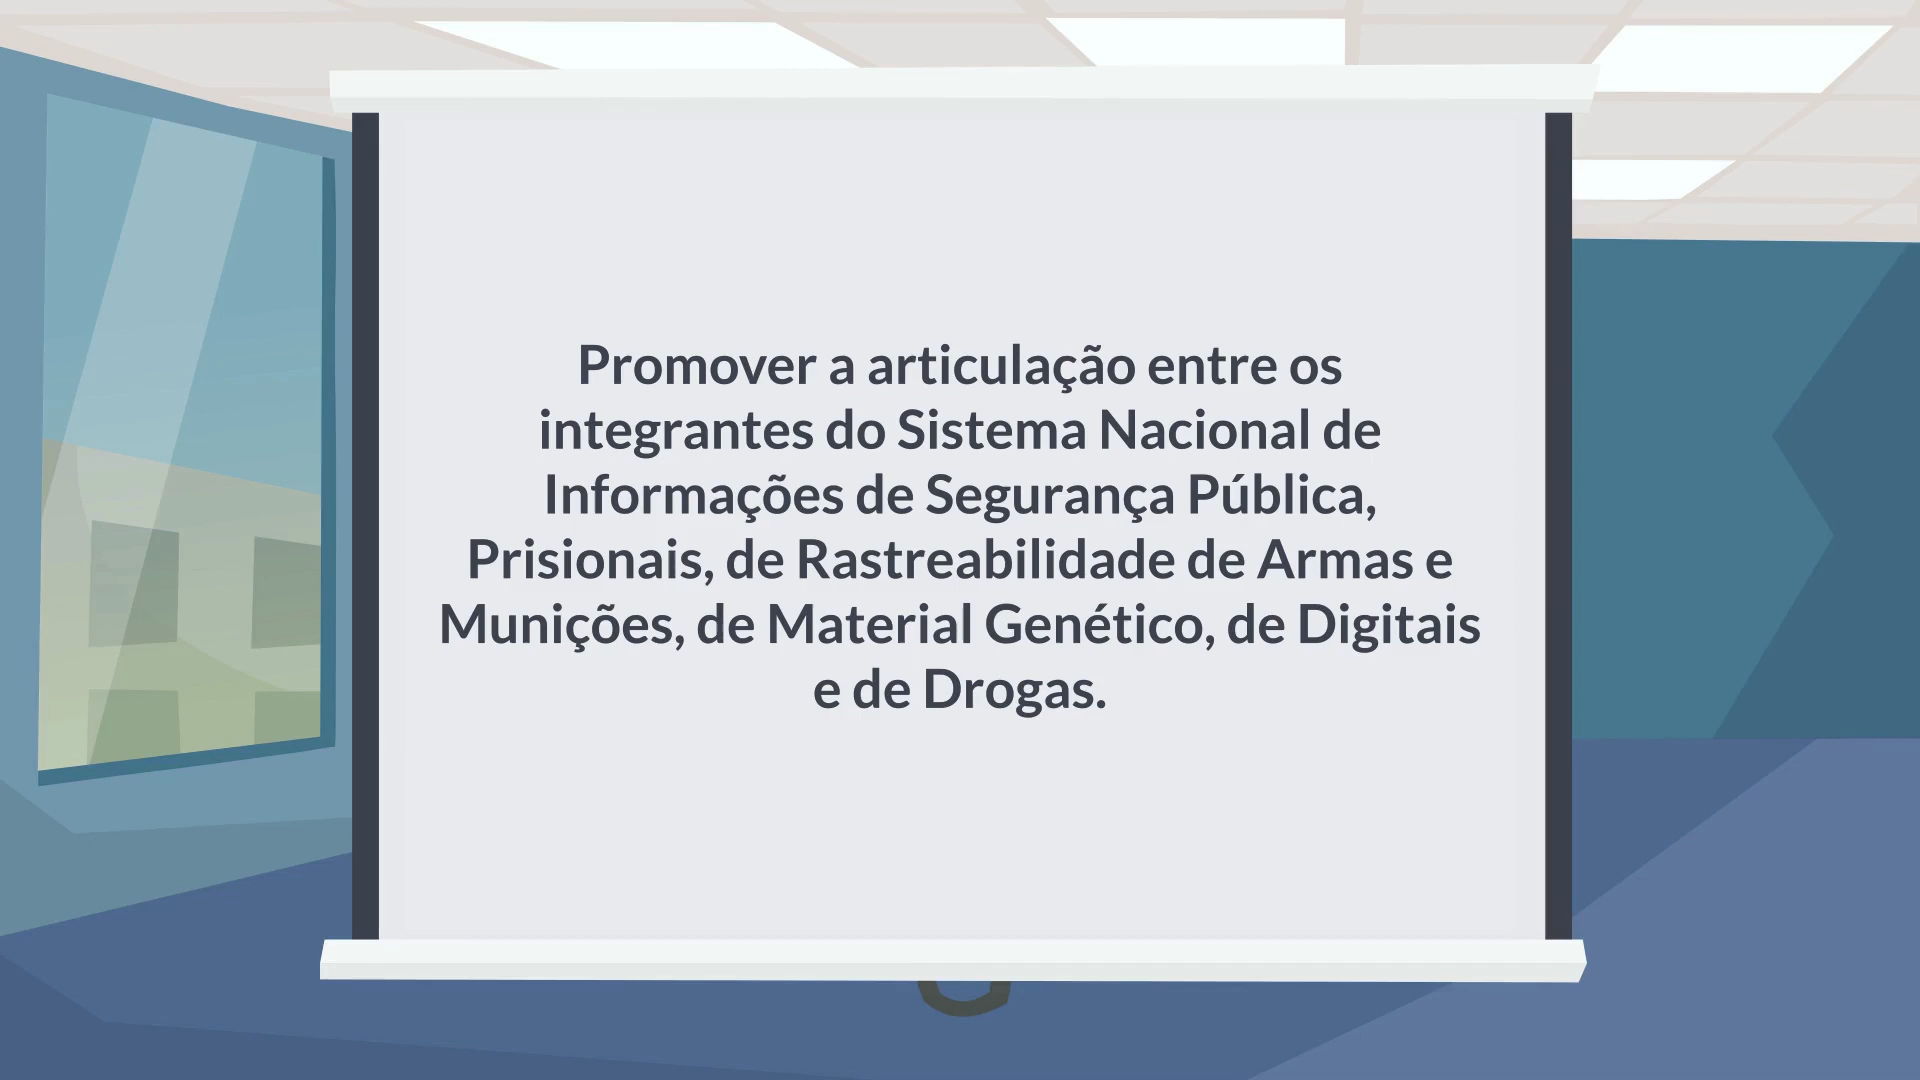 Promover a articulação entre os
integrantes do Sistema Nacional de
Informações de Segurança Pública,
Prisionais, de Rastreabilidade de Armas e
Munições, de Material Genético, de Digitais
e de Drogas.